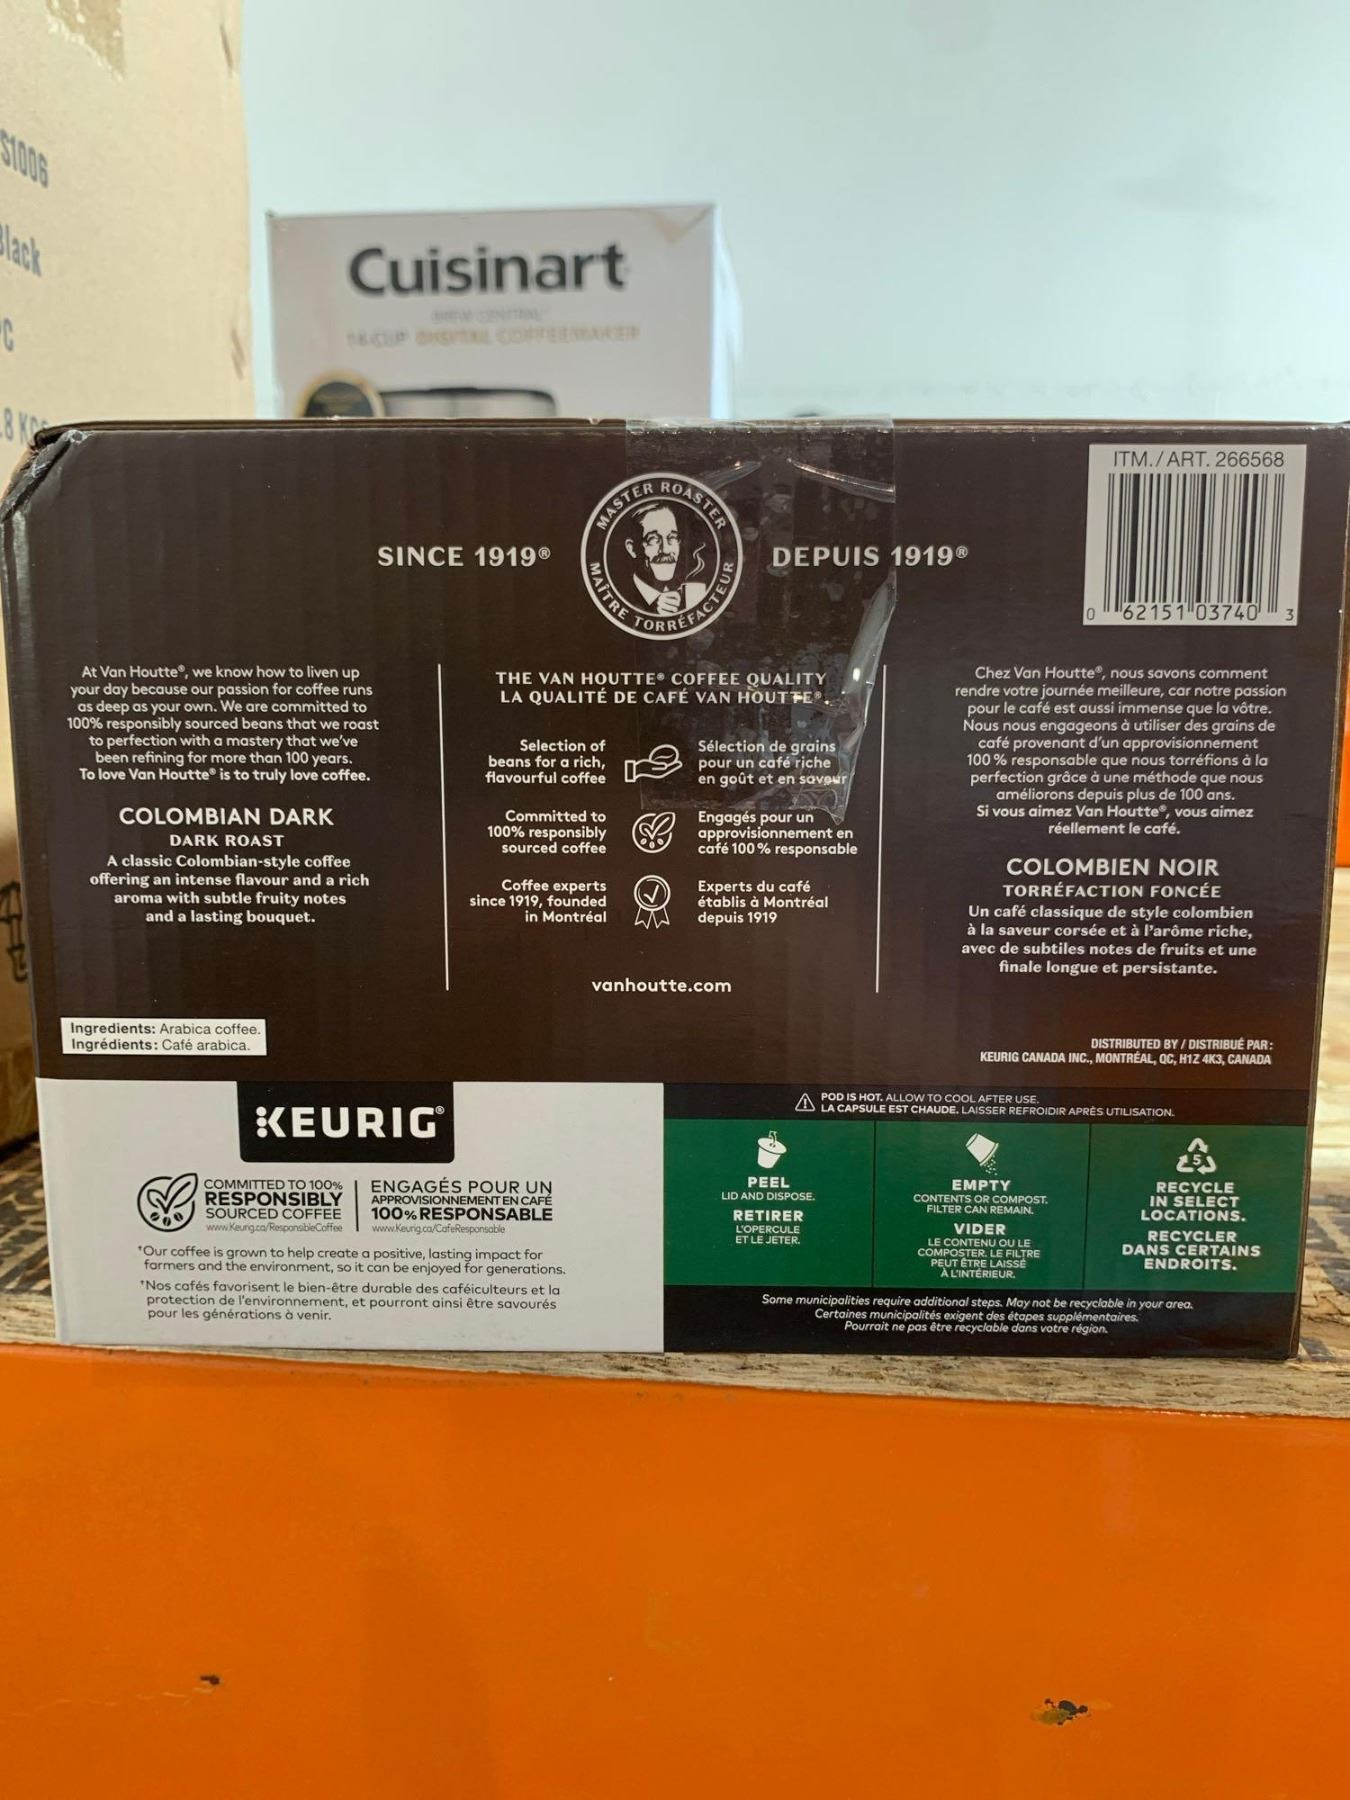 S1006
Black
PC
.8 KGS
Cuisinart
BREW CENTRAL
14-CUP DIGITAL COFFEEMAKER
ITM./ART. 266568
0 62151 03740 3
MASTER ROASTER
MAÎTRE TORRÉFACTEUR
SINCE 1919®
DEPUIS 1919®
At Van Houtte®, we know how to liven up
your day because our passion for coffee runs
as deep as your own. We are committed to
100% responsibly sourced beans that we roast
to perfection with a mastery that we've
been refining for more than 100 years.
To love Van Houtte® is to truly love coffee.
COLOMBIAN DARK
DARK ROAST
A classic Colombian-style coffee
offering an intense flavour and a rich
aroma with subtle fruity notes
and a lasting bouquet.
Ingredients: Arabica coffee.
Ingrédients: Café arabica.
THE VAN HOUTTE® COFFEE QUALITY
LA QUALITÉ DE CAFÉ VAN HOUTTE®
Selection of
beans for a rich,
flavourful coffee
Sélection de grains
pour un café riche
en goût et en saveur
Committed to
100% responsibly
sourced coffee
Engagés pour un
approvisionnement en
café 100 % responsable
Coffee experts
since 1919, founded
in Montréal
Experts du café
établis à Montréal
depuis 1919
vanhoutte.com
Chez Van Houtte®, nous savons comment
rendre votre journée meilleure, car notre passion
pour le café est aussi immense que la vôtre.
Nous nous engageons à utiliser des grains de
café provenant d'un approvisionnement
100 % responsable que nous torréfions à la
perfection grâce à une méthode que nous
améliorons depuis plus de 100 ans.
Si vous aimez Van Houtte®, vous aimez
réellement le café.
COLOMBIEN NOIR
TORRÉFACTION FONCÉE
Un café classique de style colombien
à la saveur corsée et à l'arôme riche,
avec de subtiles notes de fruits et une
finale longue et persistante.
DISTRIBUTED BY / DISTRIBUÉ PAR:
KEURIG CANADA INC., MONTRÉAL, QC, H1Z 4K3, CANADA
KEURIG®
COMMITTED TO 100%
RESPONSIBLY
SOURCED COFFEE
www.Keurig.ca/ResponsibleCoffee
ENGAGÉS POUR UN
APPROVISIONNEMENT EN CAFÉ
100% RESPONSABLE
www.Keurig.ca/CafeResponsable
†Our coffee is grown to help create a positive, lasting impact for
farmers and the environment, so it can be enjoyed for generations.
†Nos cafés favorisent le bien-être durable des caféiculteurs et la
protection de l'environnement, et pourront ainsi être savourés
pour les générations à venir.
POD IS HOT. ALLOW TO COOL AFTER USE.
LA CAPSULE EST CHAUDE. LAISSER REFROIDIR APRÈS UTILISATION.
PEEL
LID AND DISPOSE.
RETIRER
L'OPERCULE
ET LE JETER.
EMPTY
CONTENTS OR COMPOST.
FILTER CAN REMAIN.
VIDER
LE CONTENU OU LE
COMPOSTER. LE FILTRE
PEUT ÊTRE LAISSÉ
À L'INTÉRIEUR.
5
RECYCLE
IN SELECT
LOCATIONS.
RECYCLER
DANS CERTAINS
ENDROITS.
Some municipalities require additional steps. May not be recyclable in your area.
Certaines municipalités exigent des étapes supplémentaires.
Pourrait ne pas être recyclable dans votre région.